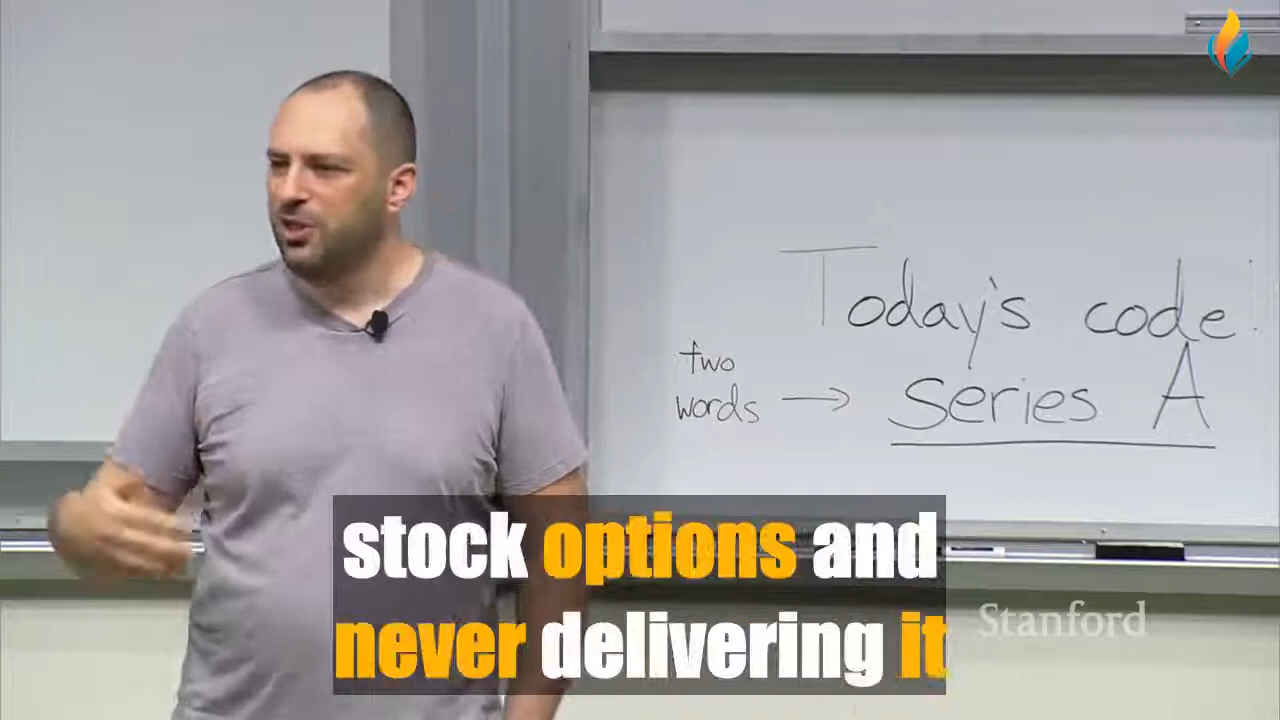 Today's code:
two
words → series A
stock options and
never delivering it
Stanford